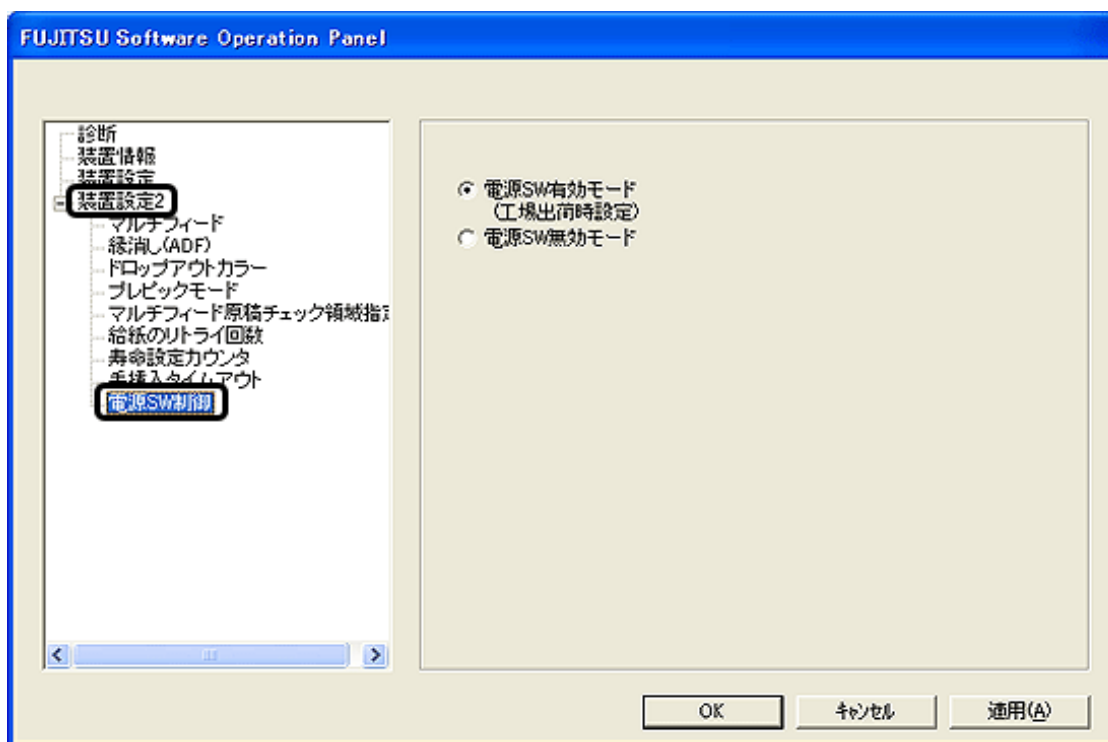 FUJITSU Software Operation Panel
診断
装置情報
装置設定
装置設定2
マルチフィード
縁消し(ADF)
ドロップアウトカラー
プレピックモード
マルチフィード原稿チェック領域指定
給紙のリトライ回数
寿命設定カウンタ
手挿入タイムアウト
電源SW制御
電源SW有効モード
(工場出荷時設定)
電源SW無効モード
OK
キャンセル
適用(A)